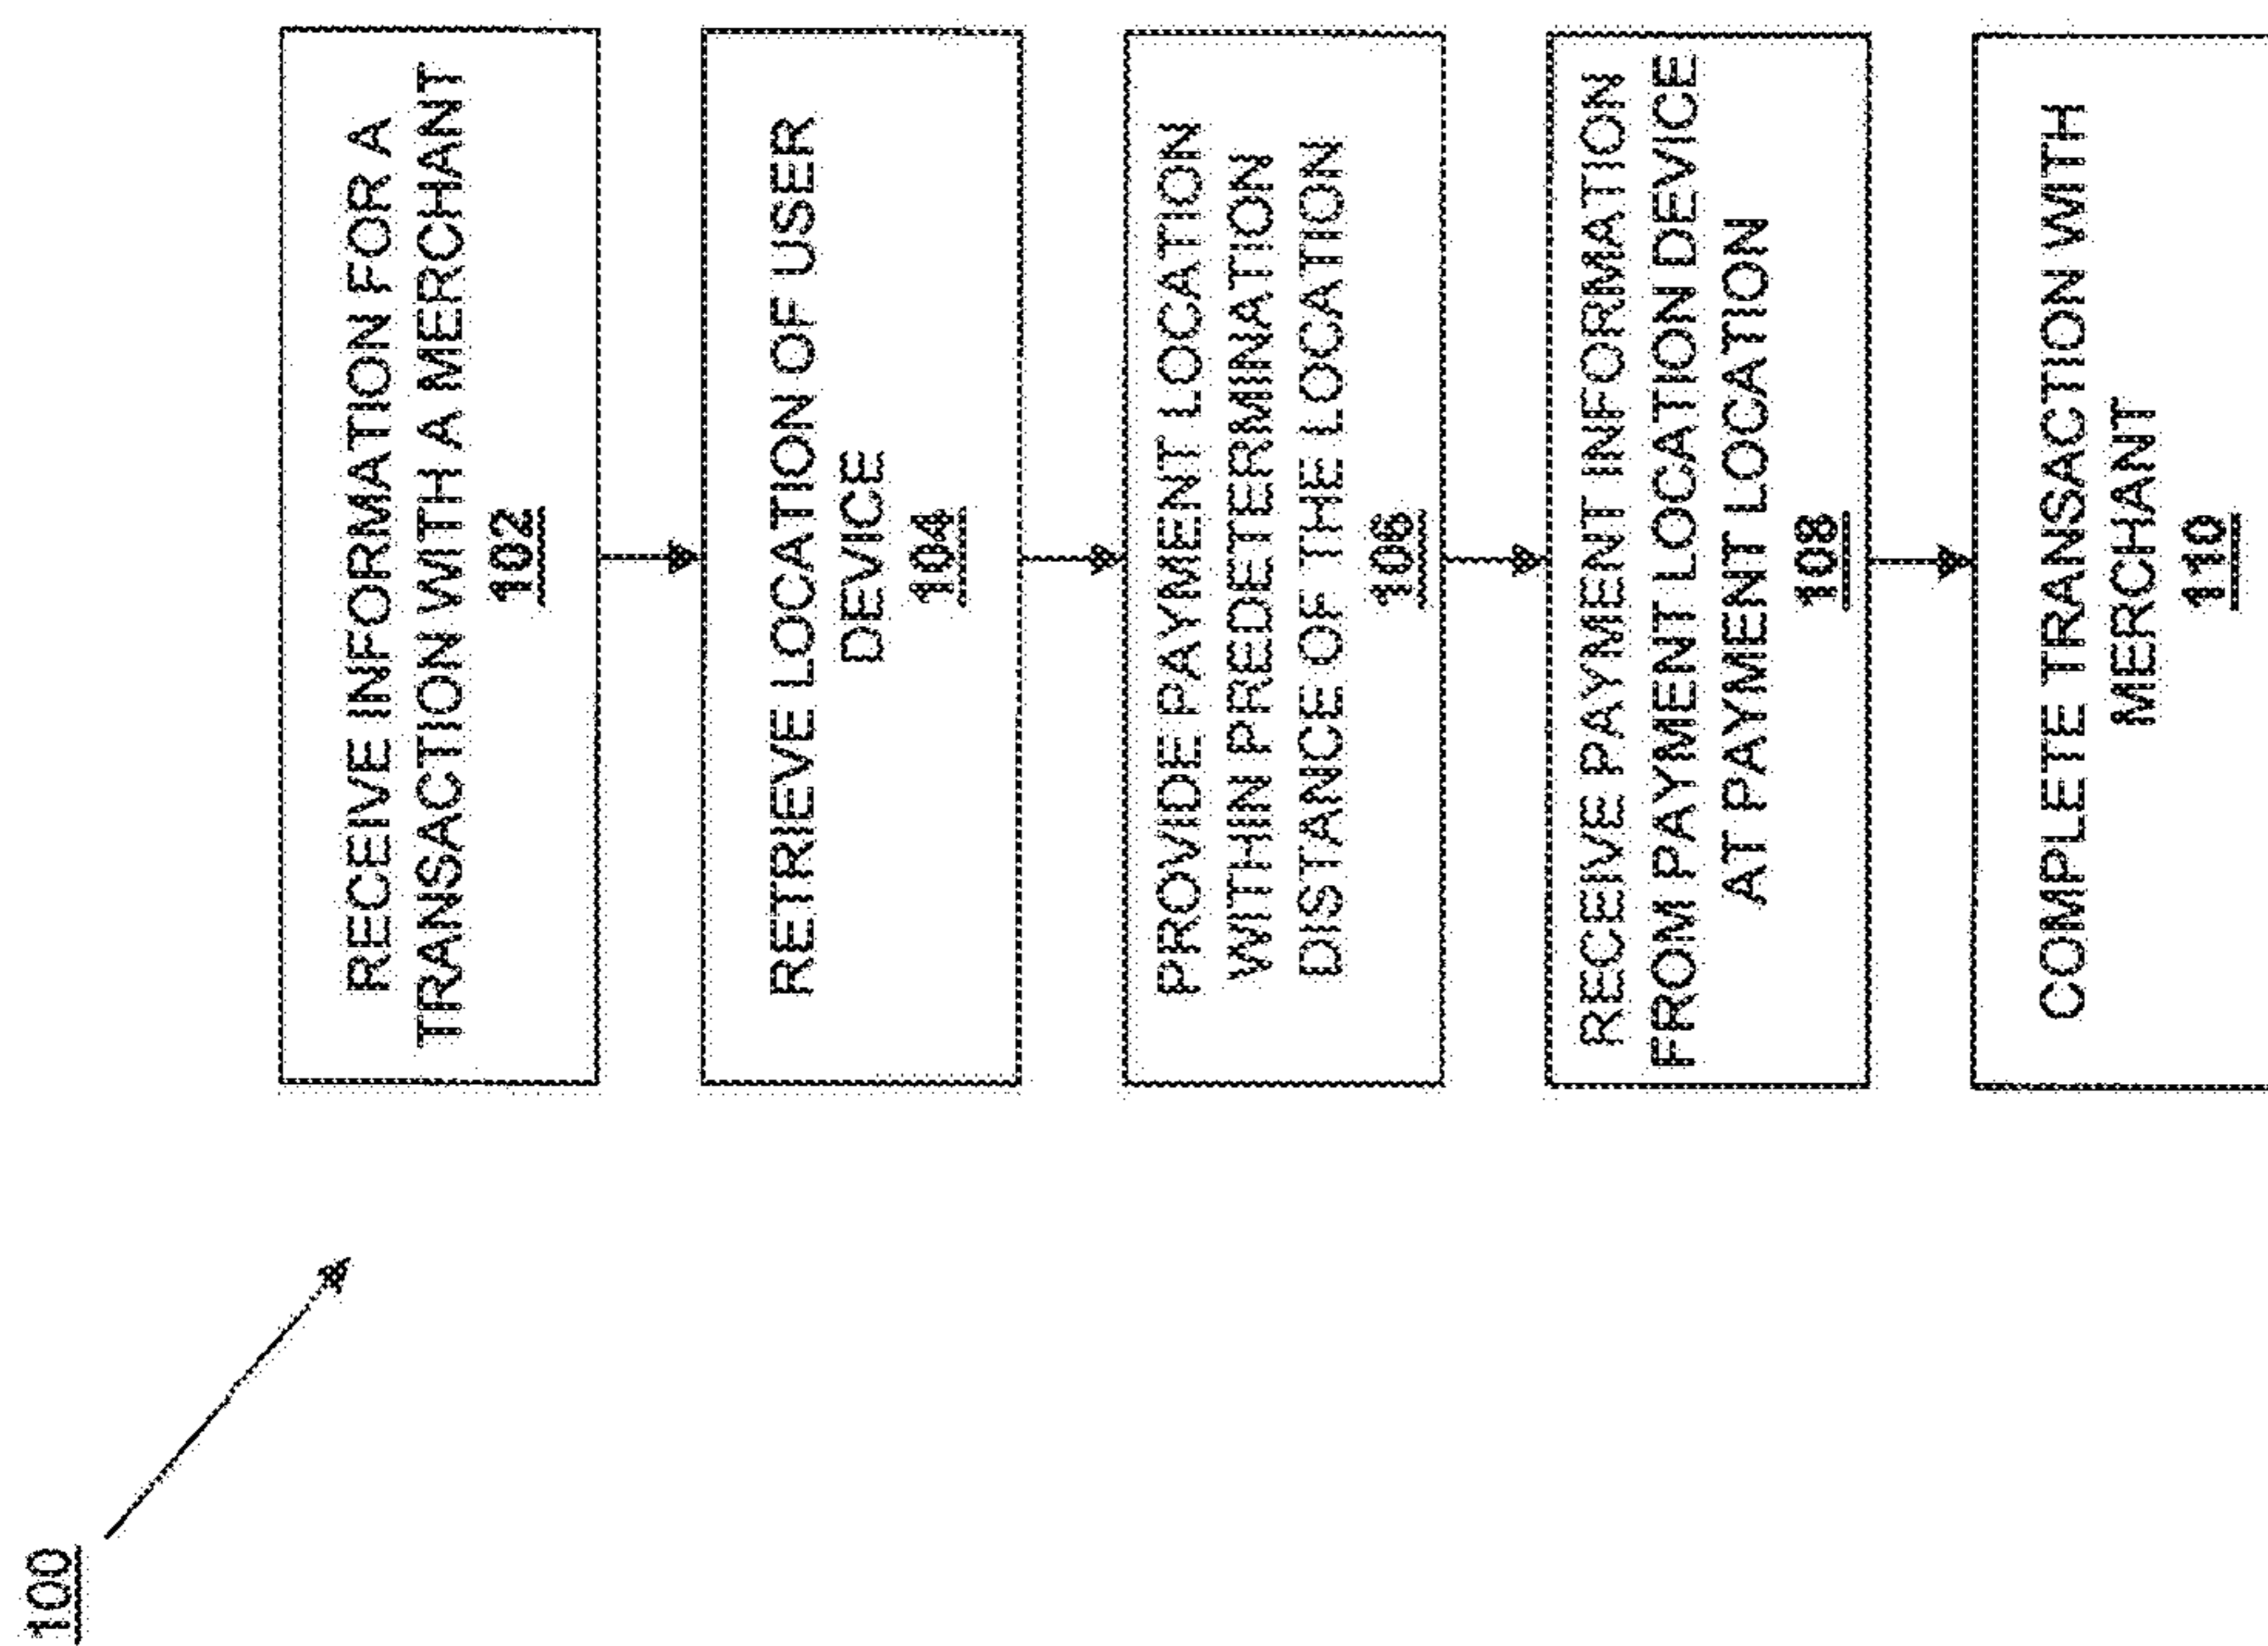 100
RECEIVE INFORMATION FOR A
TRANSACTION WITH A MERCHANT
102
RETRIEVE LOCATION OF USER
DEVICE
104
PROVIDE PAYMENT LOCATION
WITHIN PREDETERMINATION
DISTANCE OF THE LOCATION
106
RECEIVE PAYMENT INFORMATION
FROM PAYMENT LOCATION DEVICE
AT PAYMENT LOCATION
108
COMPLETE TRANSACTION WITH
MERCHANT
110